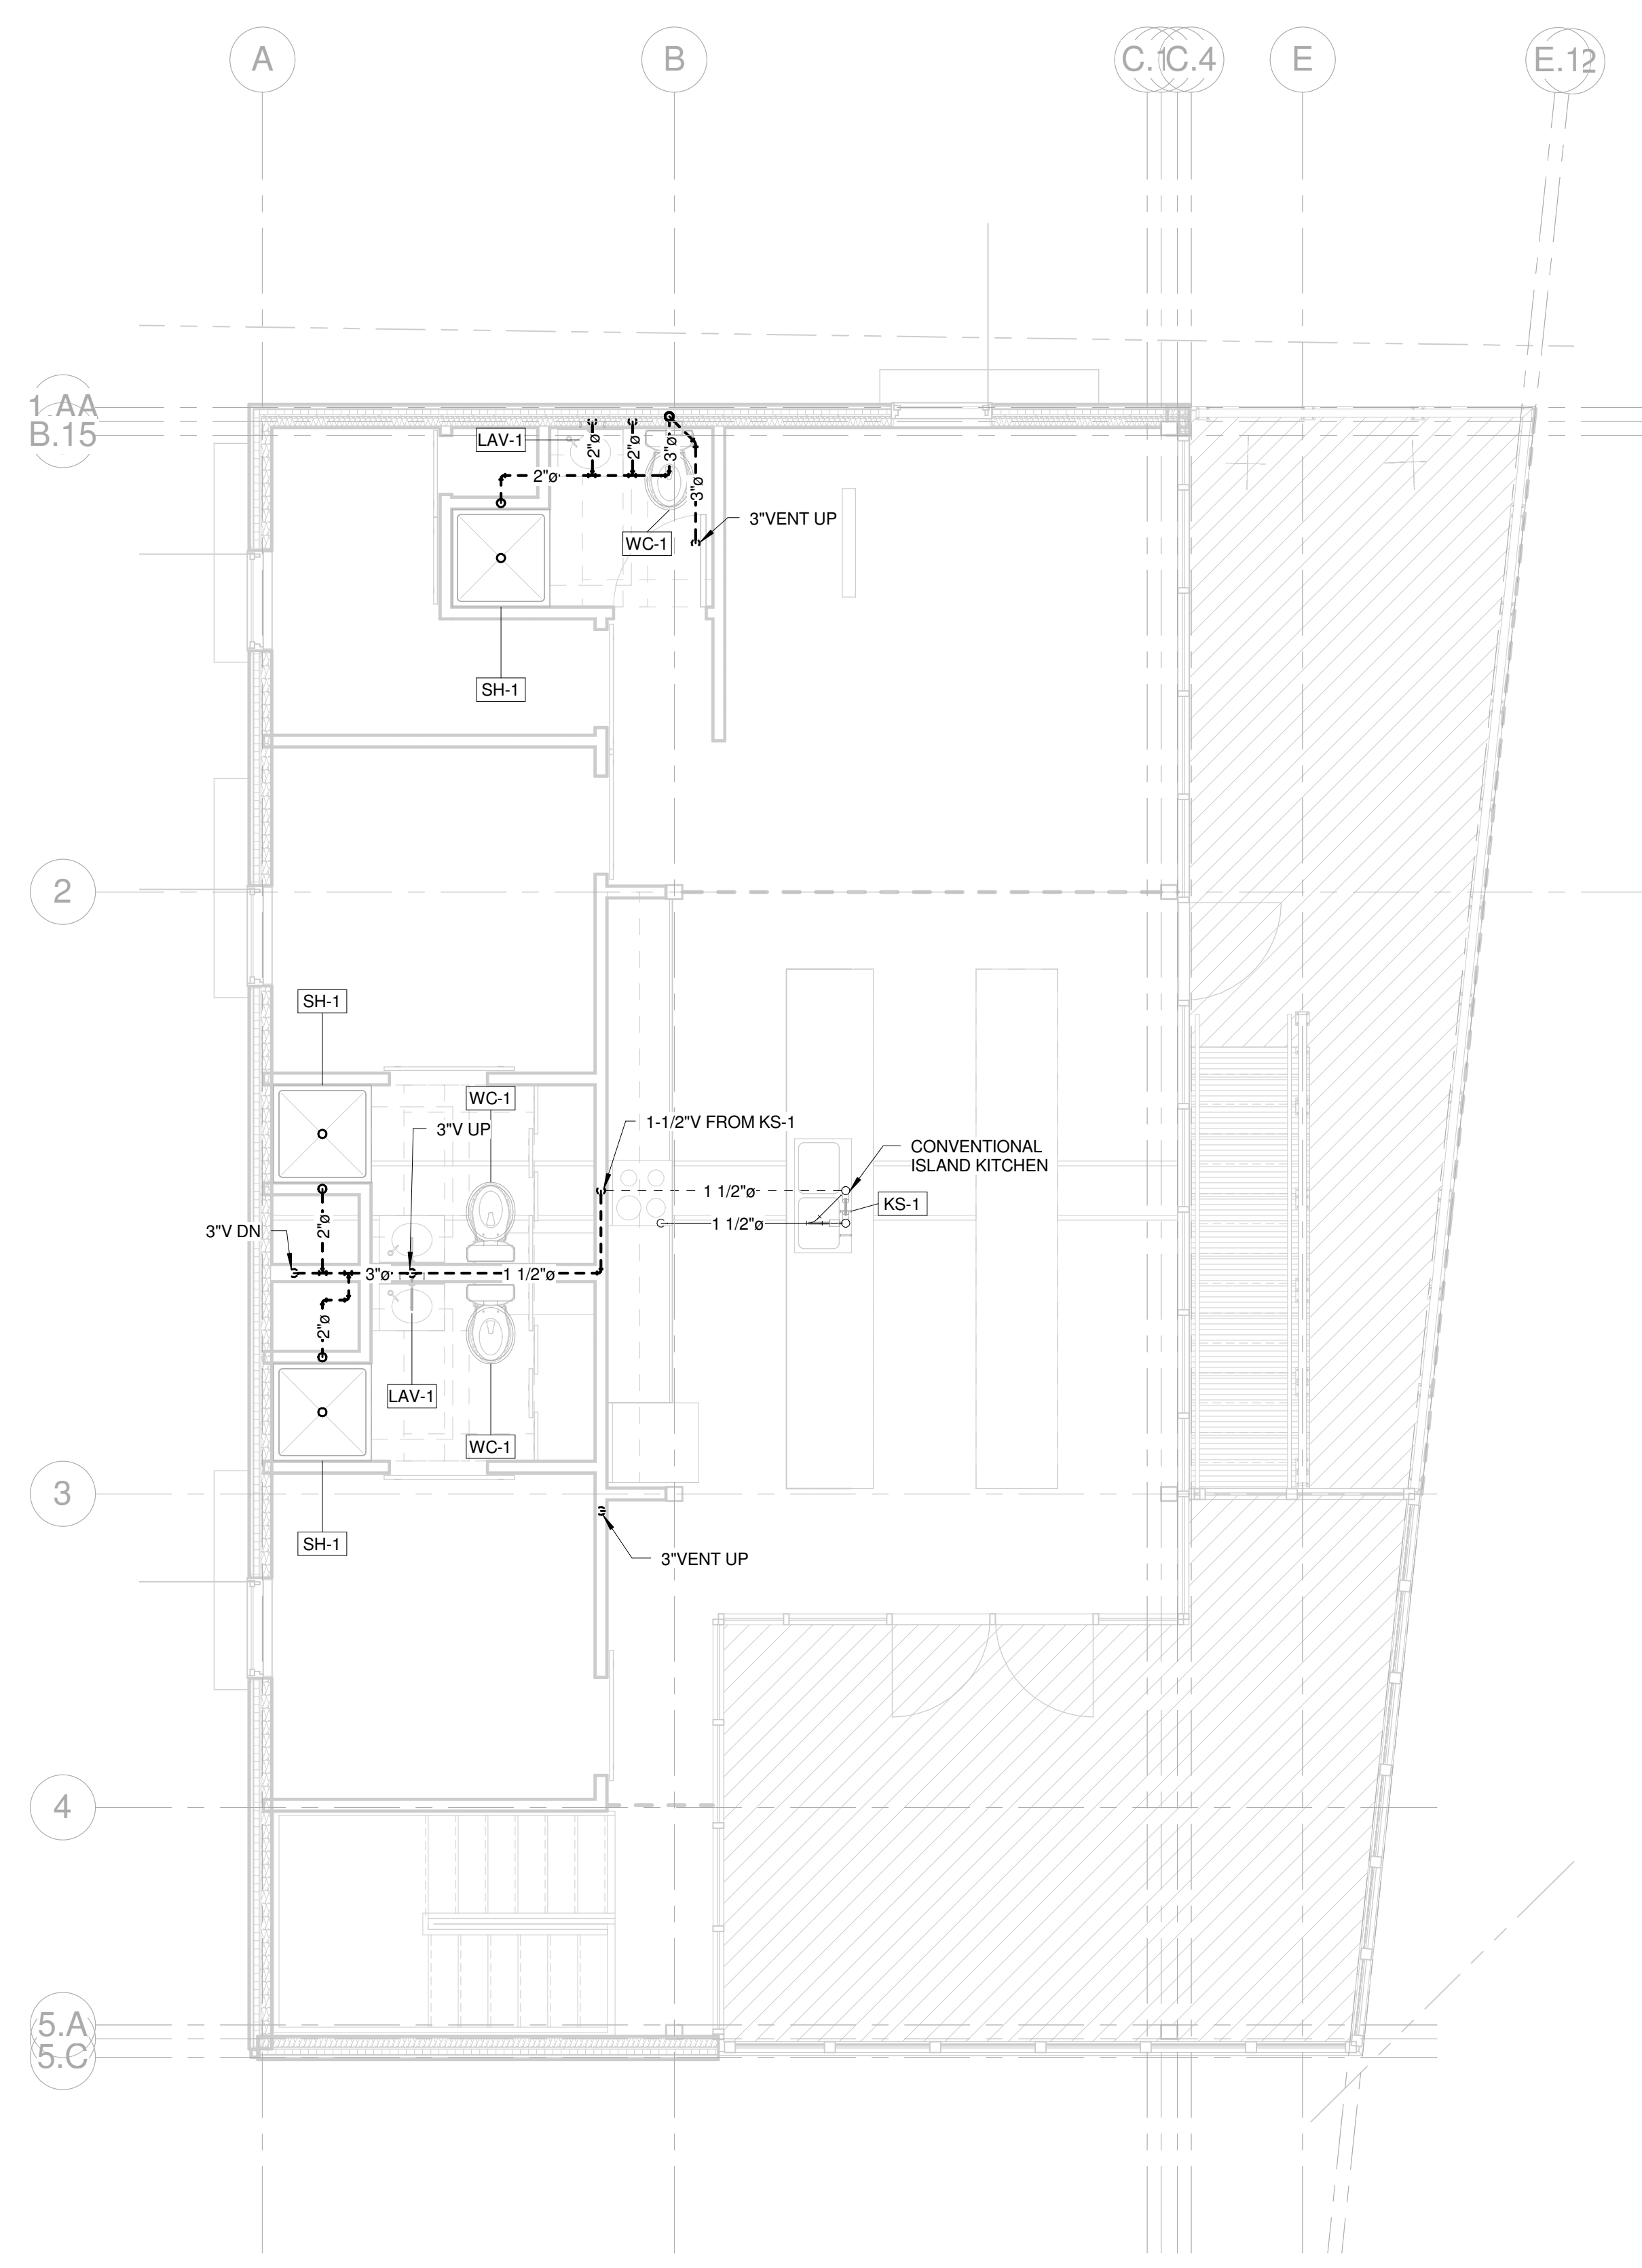 A
B
C.1
C.4
E
E.12
1.AA
B.15
LAV-1
2"ø
2"ø
3"ø
2"ø
3"ø
3"VENT UP
WC-1
SH-1
2
SH-1
WC-1
3"V UP
1-1/2"V FROM KS-1
CONVENTIONAL
ISLAND KITCHEN
1 1/2"ø
KS-1
1 1/2"ø
3"V DN
2"ø
3"ø
1 1/2"ø
2"ø
LAV-1
WC-1
3
SH-1
3"VENT UP
4
5.A
5.C